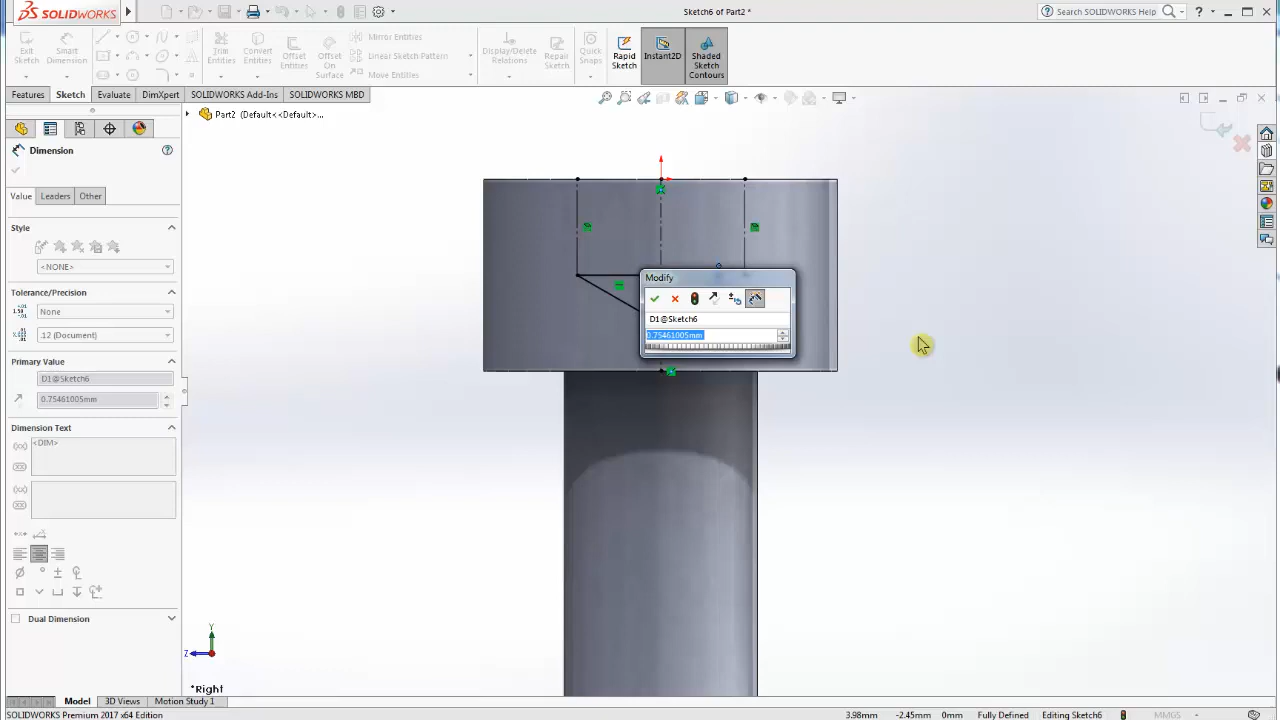 SOLIDWORKS
Sketch6 of Part2 *
Search SOLIDWORKS Help
Exit Sketch
Smart Dimension
Trim Entities
Convert Entities
Offset Entities
Offset On Surface
Mirror Entities
Linear Sketch Pattern
Move Entities
Display/Delete Relations
Repair Sketch
Quick Snaps
Rapid Sketch
Instant2D
Shaded Sketch Contours
Features
Sketch
Evaluate
DimXpert
SOLIDWORKS Add-Ins
SOLIDWORKS MBD
Part2 (Default<<Default>...
Dimension
Value
Leaders
Other
Style
<NONE>
Tolerance/Precision
None
.12 (Document)
Primary Value
D1@Sketch6
0.75461005mm
Dimension Text
<DIM>
Dual Dimension
Modify
D1@Sketch6
0.75461005mm
Y
Z
*Right
Model
3D Views
Motion Study 1
SOLIDWORKS Premium 2017 x64 Edition
3.98mm
-2.45mm
0mm
Fully Defined
Editing Sketch6
MMGS